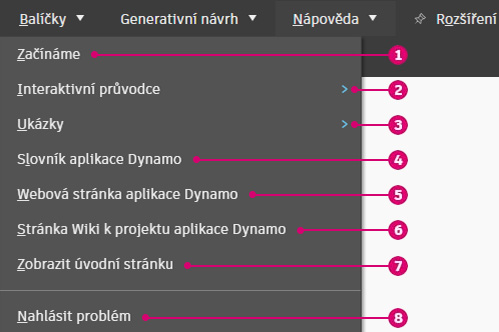 Balíčky Generativní návrh Nápověda Rozšíření
Začínáme 1
Interaktivní průvodce 2
Ukázky 3
Slovník aplikace Dynamo 4
Webová stránka aplikace Dynamo 5
Stránka Wiki k projektu aplikace Dynamo 6
Zobrazit úvodní stránku 7
Nahlásit problém 8